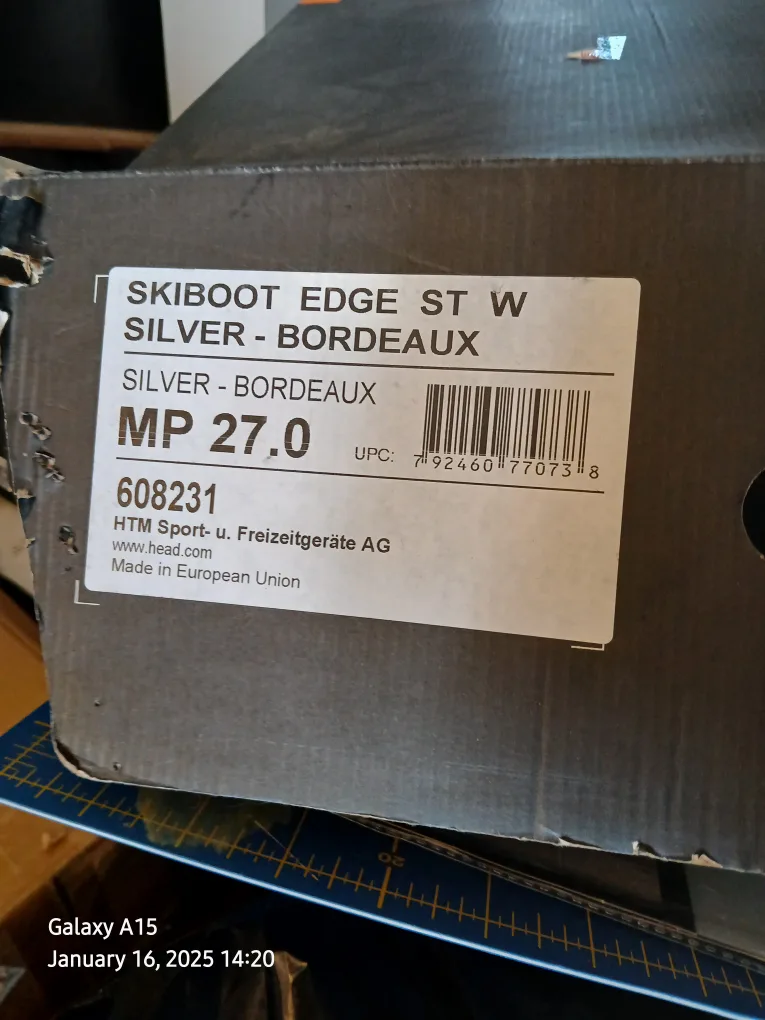 SKIBOOT EDGE ST W
SILVER - BORDEAUX
SILVER - BORDEAUX
MP 27.0
UPC: 7 92460 77073 8
608231
HTM Sport- u. Freizeitgeräte AG
www.head.com
Made in European Union
20
Galaxy A15
January 16, 2025 14:20